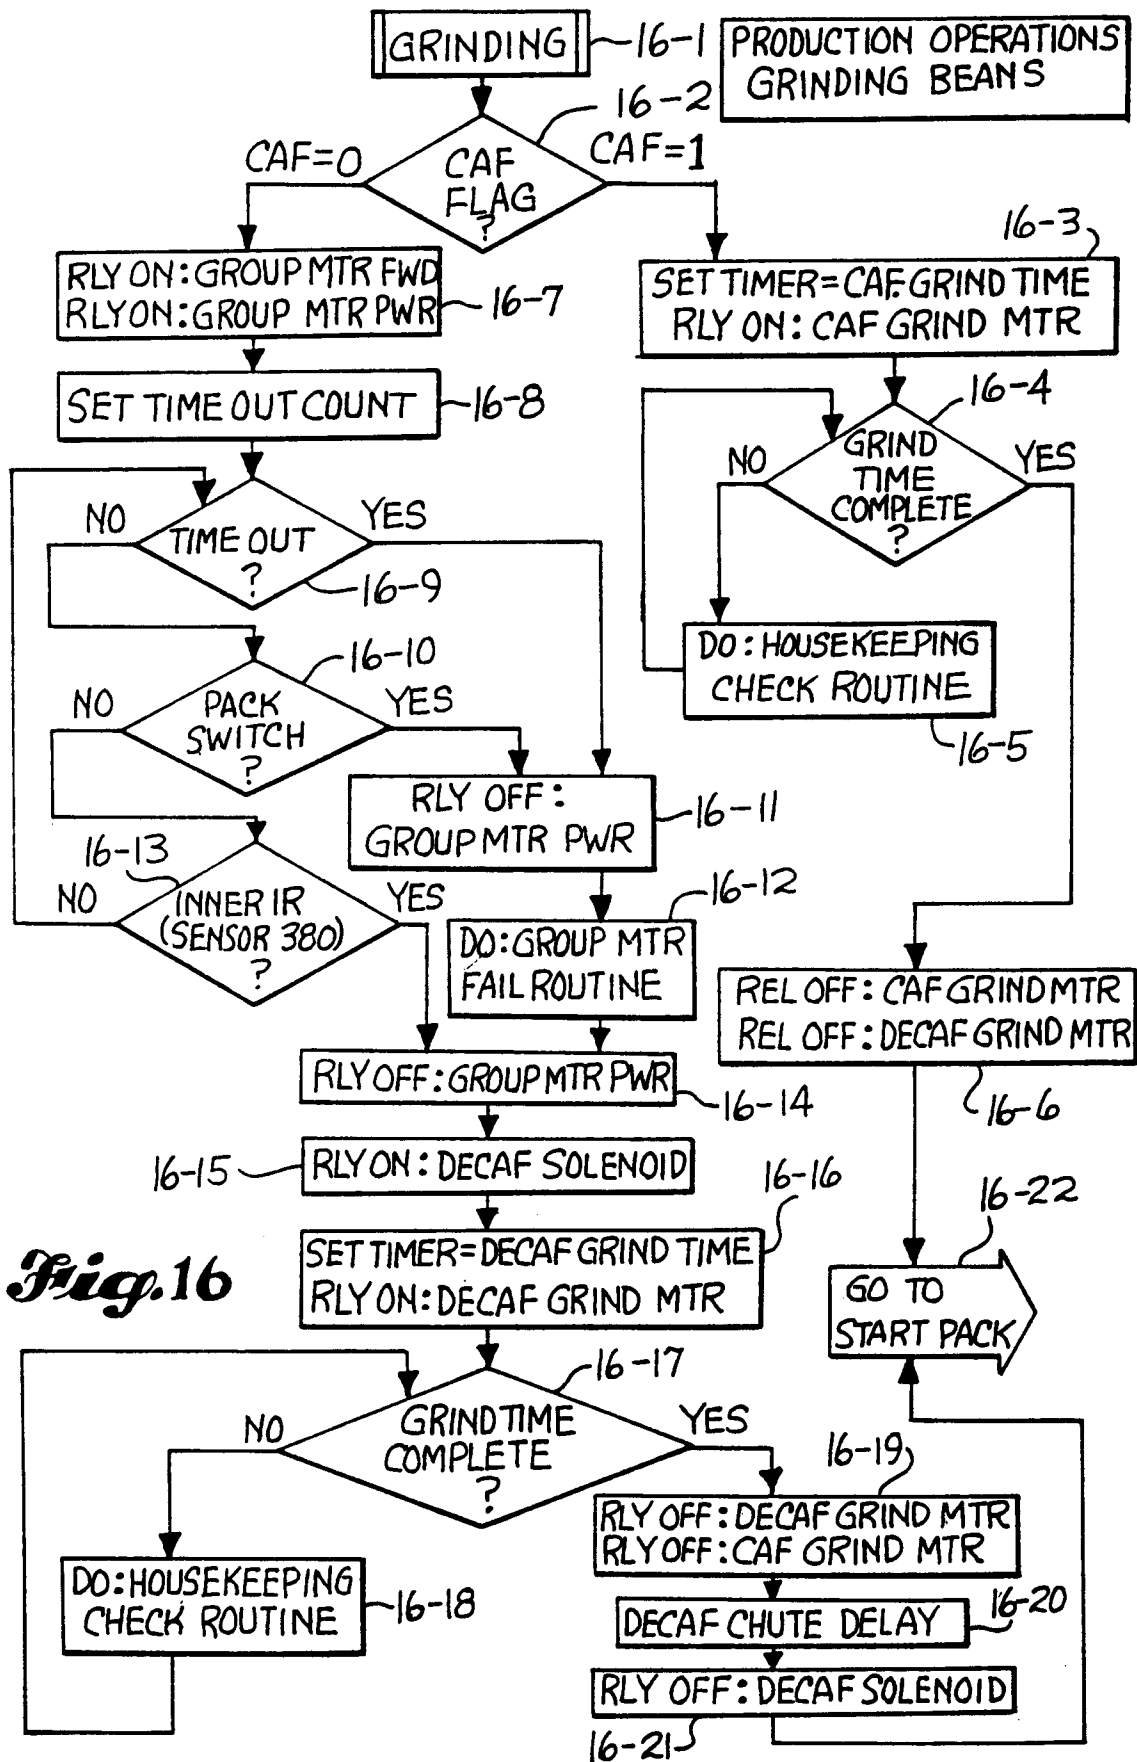 GRINDING
16-1
PRODUCTION OPERATIONS
GRINDING BEANS
16-2
CAF=0
CAF
FLAG
?
CAF=1
RLY ON: GROUP MTR FWD
RLY ON: GROUP MTR PWR
16-7
16-3
SET TIMER=CAF.GRIND TIME
RLY ON: CAF GRIND MTR
SET TIME OUT COUNT
16-8
16-4
NO
GRIND
TIME
COMPLETE
?
YES
NO
TIME OUT
?
YES
16-9
DO: HOUSEKEEPING
CHECK ROUTINE
16-5
16-10
NO
PACK
SWITCH
?
YES
RLY OFF:
GROUP MTR PWR
16-11
16-13
NO
INNER IR
(SENSOR 380)
?
YES
16-12
DO: GROUP MTR
FAIL ROUTINE
REL OFF: CAF GRIND MTR
REL OFF: DECAF GRIND MTR
16-6
RLY OFF: GROUP MTR PWR
16-14
16-15
RLY ON: DECAF SOLENOID
16-16
SET TIMER=DECAF GRIND TIME
RLY ON: DECAF GRIND MTR
16-22
GO TO
START PACK
Fig.16
16-17
NO
GRIND TIME
COMPLETE
?
YES
16-19
RLY OFF: DECAF GRIND MTR
RLY OFF: CAF GRIND MTR
DO: HOUSEKEEPING
CHECK ROUTINE
16-18
DECAF CHUTE DELAY
16-20
RLY OFF: DECAF SOLENOID
16-21